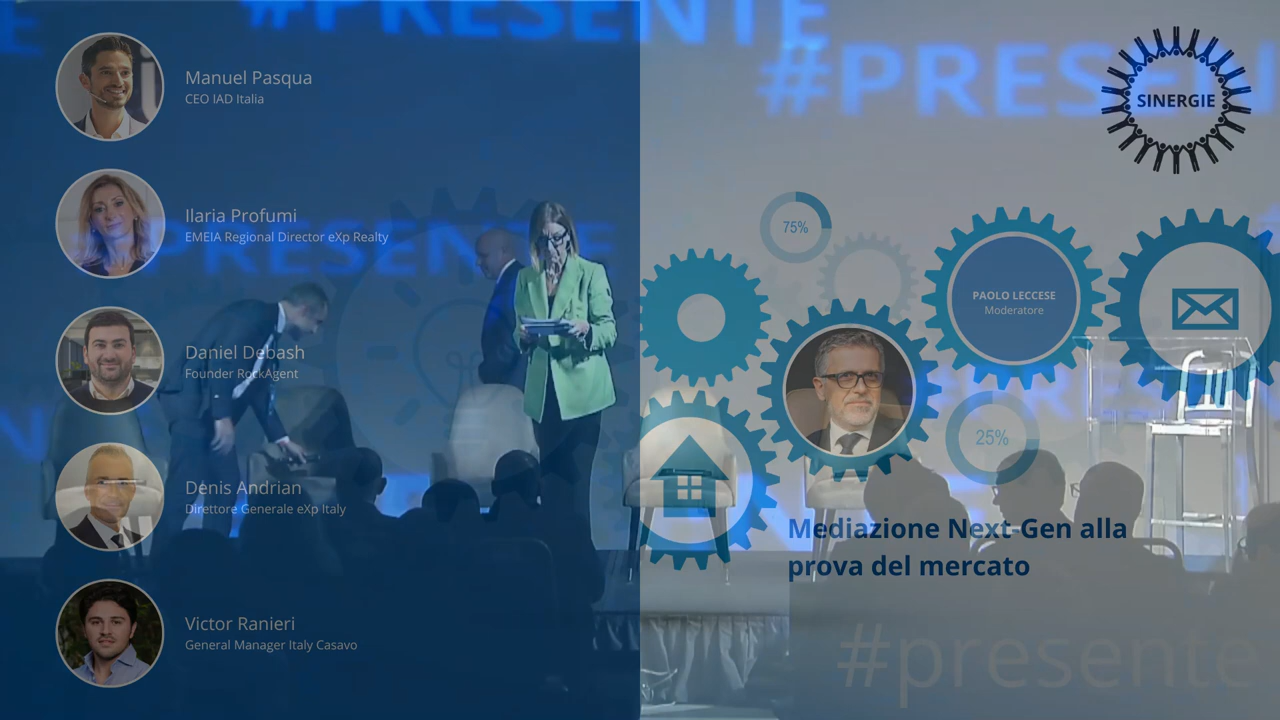 #PRESENTE
#PRESEN
SINERGIE
Manuel Pasqua
CEO IAD Italia
Ilaria Profumi
EMEIA Regional Director eXp Realty
Daniel Debash
Founder RockAgent
Denis Andrian
Direttore Generale eXp Italy
Victor Ranieri
General Manager Italy Casavo
75%
PAOLO LECCESE
Moderatore
25%
Mediazione Next-Gen alla
prova del mercato
#presente